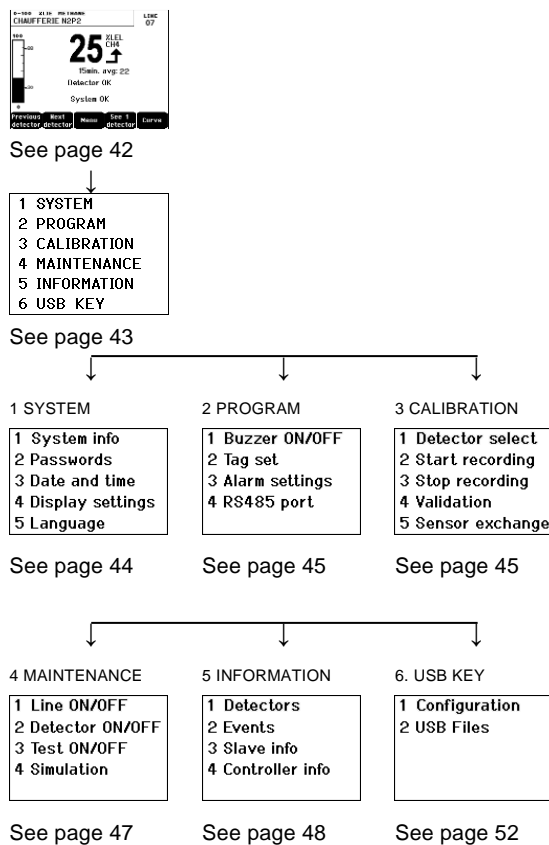 0-100 %LIE METHANE
CHAUFFERIE N2P2
LINE
07
100
25
%LEL
CH4
15min. avg: 22
Detector OK
System OK
0
Previous detector
Next detector
Menu
See 1 detector
Curve
See page 42
1 SYSTEM
2 PROGRAM
3 CALIBRATION
4 MAINTENANCE
5 INFORMATION
6 USB KEY
See page 43
1 SYSTEM
1 System info
2 Passwords
3 Date and time
4 Display settings
5 Language
See page 44
2 PROGRAM
1 Buzzer ON/OFF
2 Tag set
3 Alarm settings
4 RS485 port
See page 45
3 CALIBRATION
1 Detector select
2 Start recording
3 Stop recording
4 Validation
5 Sensor exchange
See page 45
4 MAINTENANCE
1 Line ON/OFF
2 Detector ON/OFF
3 Test ON/OFF
4 Simulation
See page 47
5 INFORMATION
1 Detectors
2 Events
3 Slave info
4 Controller info
See page 48
6. USB KEY
1 Configuration
2 USB Files
See page 52